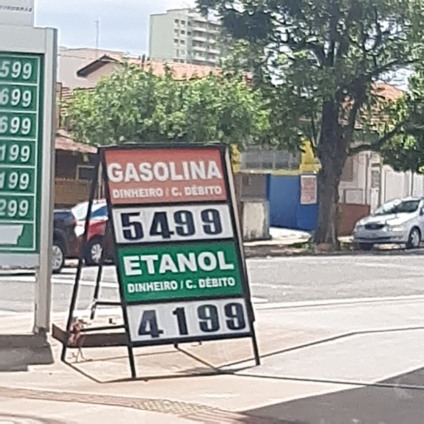 599
699
699
199
199
299
GASOLINA
DINHEIRO / C. DÉBITO
5499
ETANOL
DINHEIRO / C. DÉBITO
4199